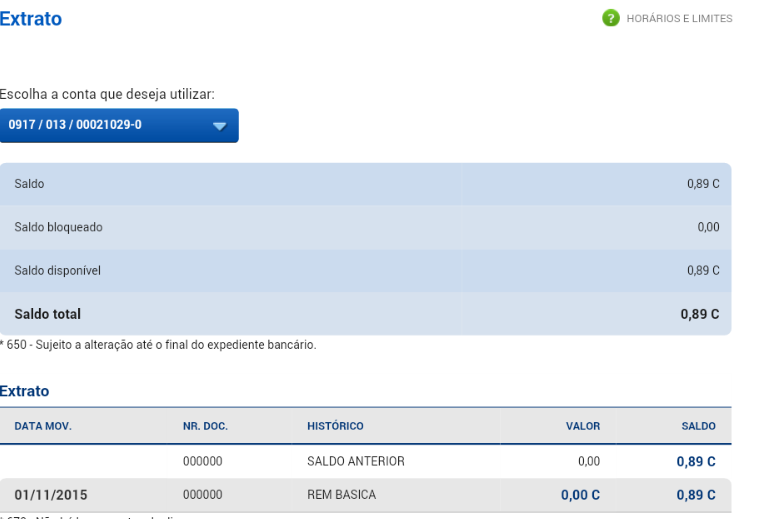 Extrato
? HORÁRIOS E LIMITES
Escolha a conta que deseja utilizar:
0917 / 013 / 00021029-0
Saldo 0,89 C
Saldo bloqueado 0,00
Saldo disponível 0,89 C
Saldo total 0,89 C
* 650 - Sujeito a alteração até o final do expediente bancário.
Extrato
DATA MOV. NR. DOC. HISTÓRICO VALOR SALDO
000000 SALDO ANTERIOR 0,00 0,89 C
01/11/2015 000000 REM BASICA 0,00 C 0,89 C